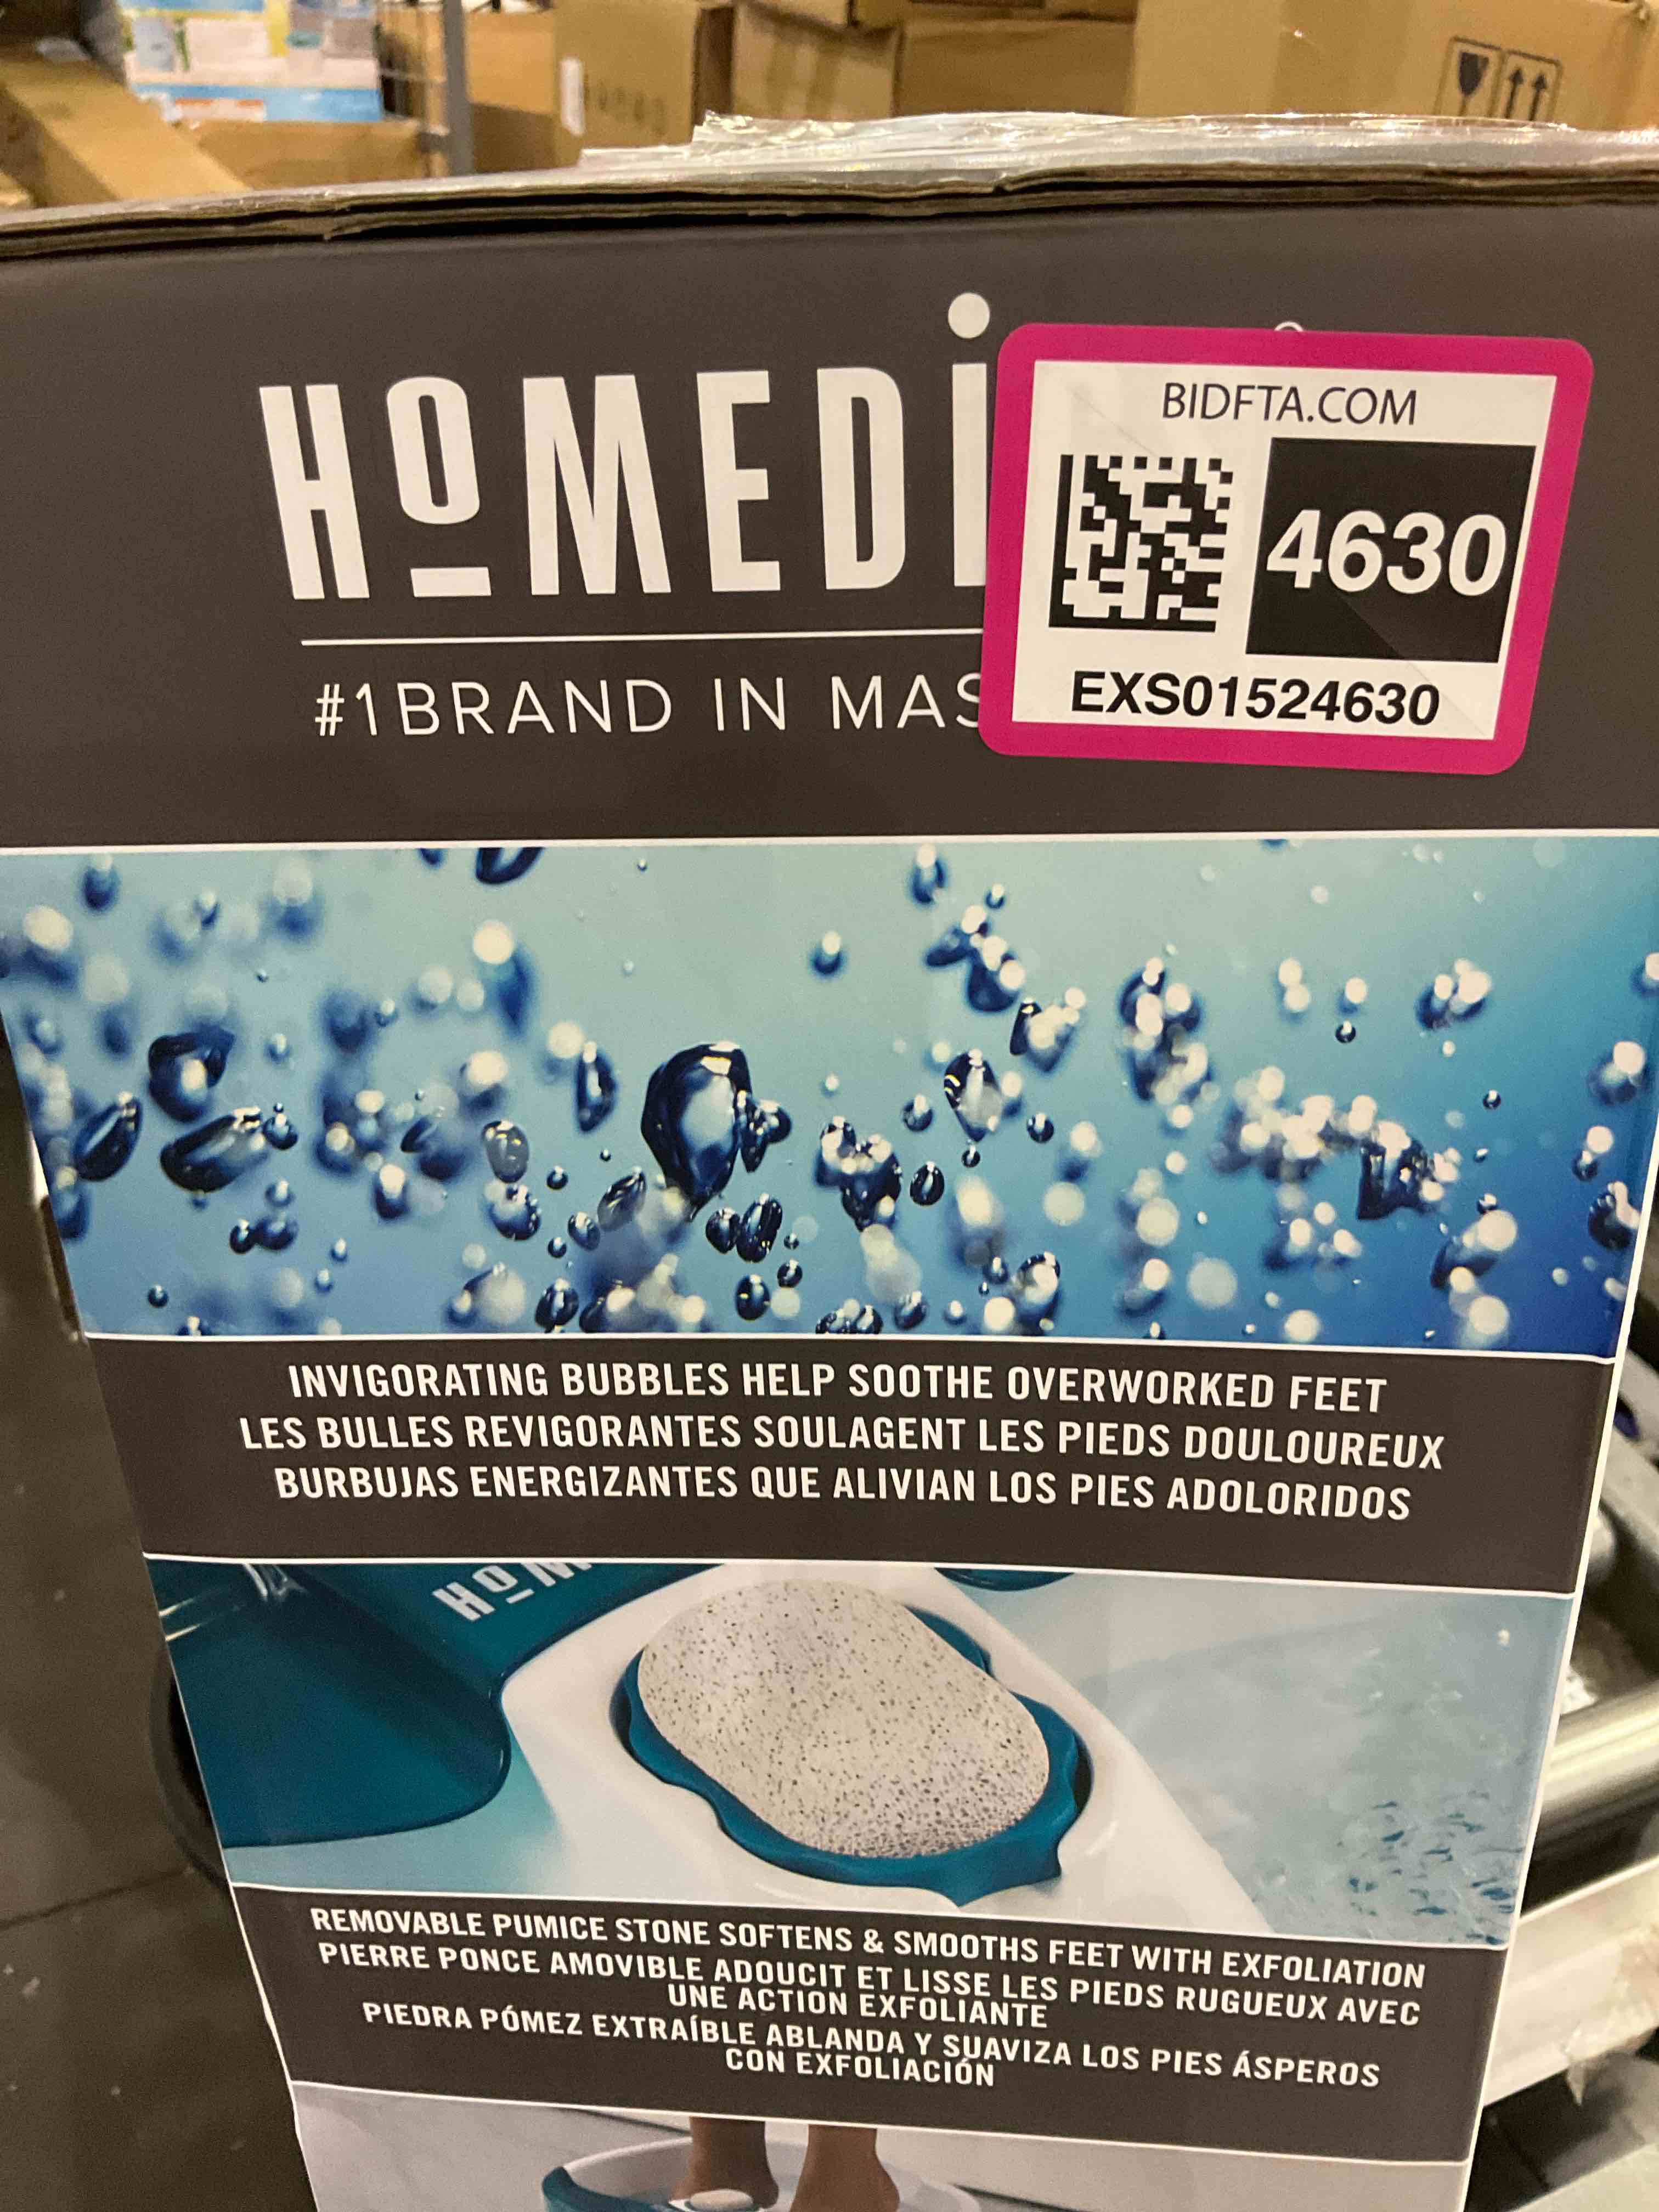 HOMEDI
#1 BRAND IN MAS
BIDFTA.COM
4630
EXS01524630
INVIGORATING BUBBLES HELP SOOTHE OVERWORKED FEET
LES BULLES REVIGORANTES SOULAGENT LES PIEDS DOULOUREUX
BURBUJAS ENERGIZANTES QUE ALIVIAN LOS PIES ADOLORIDOS
HOM
REMOVABLE PUMICE STONE SOFTENS & SMOOTHS FEET WITH EXFOLIATION
PIERRE PONCE AMOVIBLE ADOUCIT ET LISSE LES PIEDS RUGUEUX AVEC
UNE ACTION EXFOLIANTE
PIEDRA PÓMEZ EXTRAÍBLE ABLANDA Y SUAVIZA LOS PIES ÁSPEROS
CON EXFOLIACIÓN